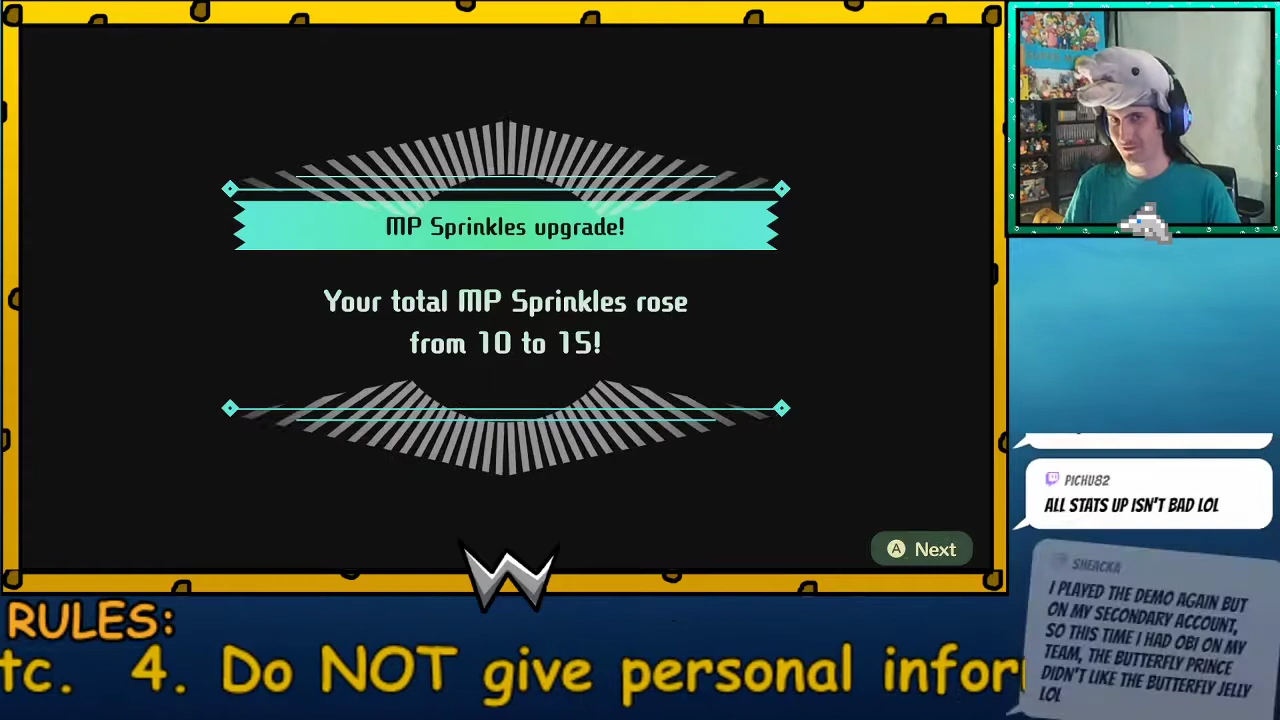 MP Sprinkles upgrade!
Your total MP Sprinkles rose
from 10 to 15!
A Next
PICHU82
ALL STATS UP ISN'T BAD LOL
SHEACKA
I PLAYED THE DEMO AGAIN BUT
ON MY SECONDARY ACCOUNT,
SO THIS TIME I HAD OBI ON MY
TEAM, THE BUTTERFLY PRINCE
DIDN'T LIKE THE BUTTERFLY JELLY
LOL
RULES:
tc. 4. Do NOT give personal infor